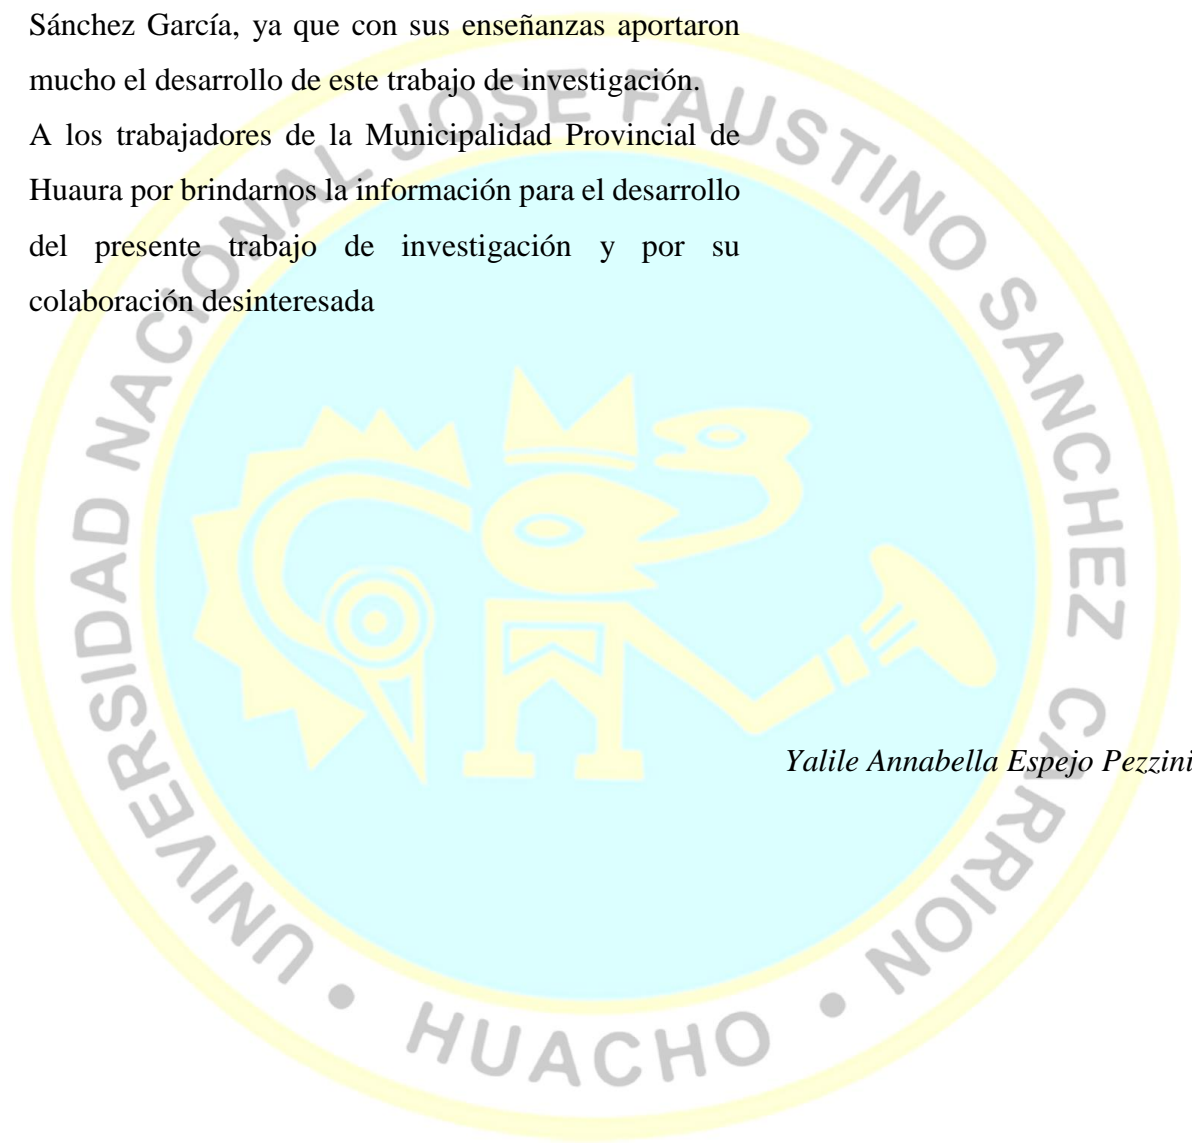 Sánchez García, ya que con sus enseñanzas aportaron
mucho el desarrollo de este trabajo de investigación.
A los trabajadores de la Municipalidad Provincial de
Huaura por brindarnos la información para el desarrollo
del presente trabajo de investigación y por su
colaboración desinteresada
Yalile Annabella Espejo Pezzini
UNIVERSIDAD NACIONAL JOSE FAUSTINO SANCHEZ CARRION
• HUACHO •